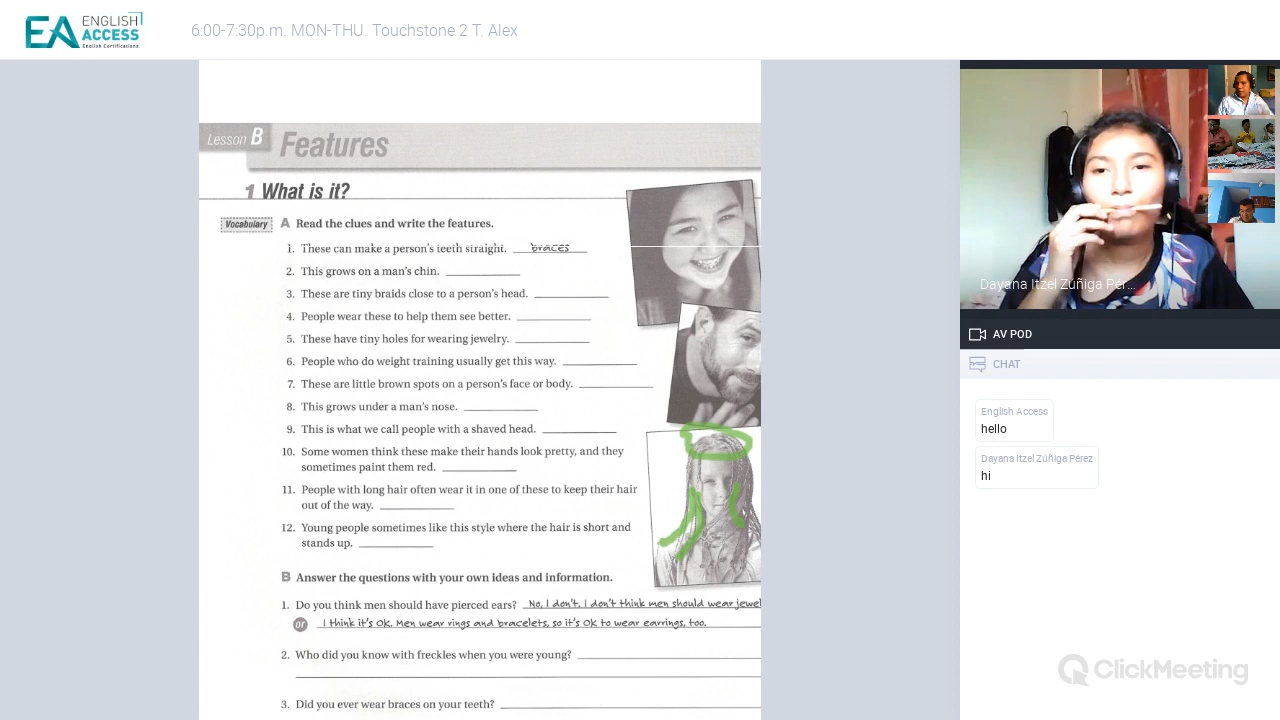 EA ENGLISH ACCESS
English Certifications
6:00-7:30p.m. MON-THU. Touchstone 2 T. Alex
Lesson B Features
1 What is it?
Vocabulary A Read the clues and write the features.
1. These can make a person's teeth straight. braces
2. This grows on a man's chin.
3. These are tiny braids close to a person's head.
4. People wear these to help them see better.
5. These have tiny holes for wearing jewelry.
6. People who do weight training usually get this way.
7. These are little brown spots on a person's face or body.
8. This grows under a man's nose.
9. This is what we call people with a shaved head.
10. Some women think these make their hands look pretty, and they
sometimes paint them red.
11. People with long hair often wear it in one of these to keep their hair
out of the way.
12. Young people sometimes like this style where the hair is short and
stands up.
B Answer the questions with your own ideas and information.
1. Do you think men should have pierced ears? No, I don't. I don't think men should wear jewel
or I think it's OK. Men wear rings and bracelets, so it's OK to wear earrings, too.
2. Who did you know with freckles when you were young?
3. Did you ever wear braces on your teeth?
Dayana Itzel Zúñiga Pér...
AV POD
CHAT
English Access
hello
Dayana Itzel Zúñiga Pérez
hi
ClickMeeting